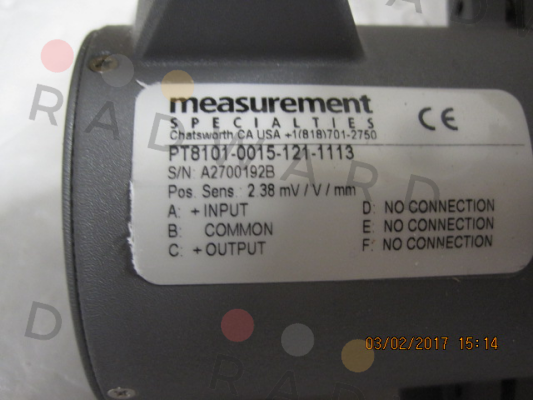 measurement
SPECIALTIES
Chatsworth CA USA +1(818)701-2750
CE
PT8101-0015-121-1113
S/N: A2700192B
Pos. Sens.: 2.38 mV / V / mm
A: + INPUT D: NO CONNECTION
B: COMMON E: NO CONNECTION
C: + OUTPUT F: NO CONNECTION
RADWARD
03/02/2017 15:14